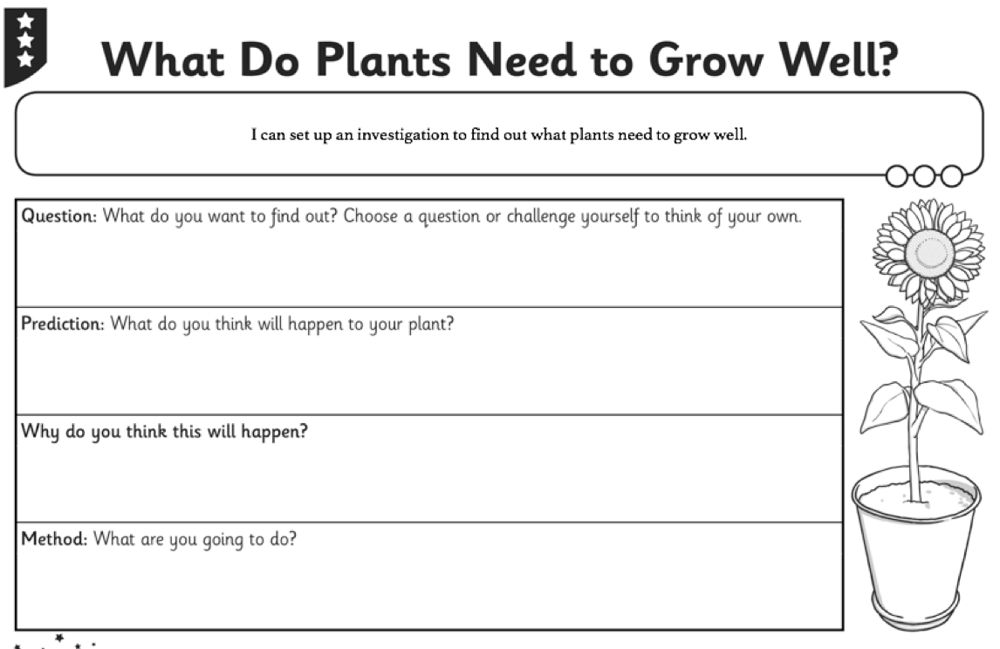 What Do Plants Need to Grow Well?
I can set up an investigation to find out what plants need to grow well.
Question: What do you want to find out? Choose a question or challenge yourself to think of your own.
Prediction: What do you think will happen to your plant?
Why do you think this will happen?
Method: What are you going to do?